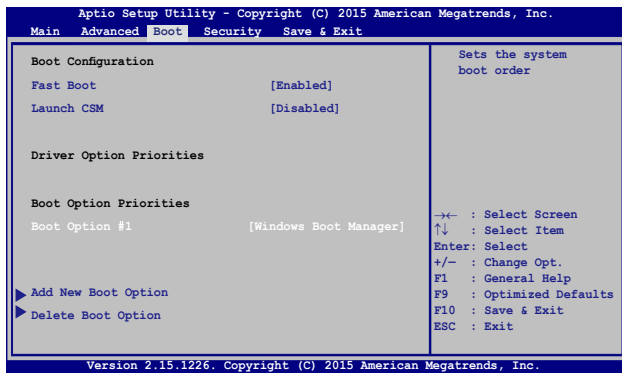 Aptio Setup Utility - Copyright (C) 2015 American Megatrends, Inc.
Main Advanced Boot Security Save & Exit
Boot Configuration
Fast Boot [Enabled]
Launch CSM [Disabled]
Driver Option Priorities
Boot Option Priorities
Boot Option #1 [Windows Boot Manager]
Add New Boot Option
Delete Boot Option
Sets the system
boot order
→← : Select Screen
↑↓ : Select Item
Enter: Select
+/— : Change Opt.
F1 : General Help
F9 : Optimized Defaults
F10 : Save & Exit
ESC : Exit
Version 2.15.1226. Copyright (C) 2015 American Megatrends, Inc.